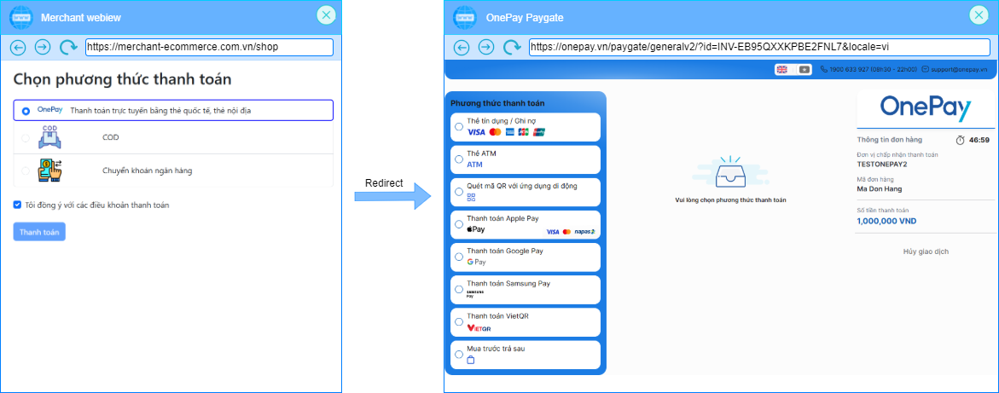 Merchant webiew
https://merchant-ecommerce.com.vn/shop
Chọn phương thức thanh toán
OnePay Thanh toán trực tuyến bằng thẻ quốc tế, thẻ nội địa
COD
COD
Chuyển khoản ngân hàng
Tôi đồng ý với các điều khoản thanh toán
Thanh toán
Redirect
OnePay Paygate
https://onepay.vn/paygate/generalv2/?id=INV-EB95QXXKPBE2FNL7&locale=vi
1900 633 927 (08h30 - 22h00) support@onepay.vn
Phương thức thanh toán
Thẻ tín dụng / Ghi nợ
VISA
Thẻ ATM
ATM
Quét mã QR với ứng dụng di động
Thanh toán Apple Pay
Pay VISA napas
Thanh toán Google Pay
G Pay
Thanh toán Samsung Pay
SAMSUNG
Pay
Thanh toán VietQR
VIETQR
Mua trước trả sau
Vui lòng chọn phương thức thanh toán
OnePay
Thông tin đơn hàng 46:59
Đơn vị chấp nhận thanh toán
TESTONEPAY2
Mã đơn hàng
Ma Don Hang
Số tiền thanh toán
1,000,000 VND
Hủy giao dịch